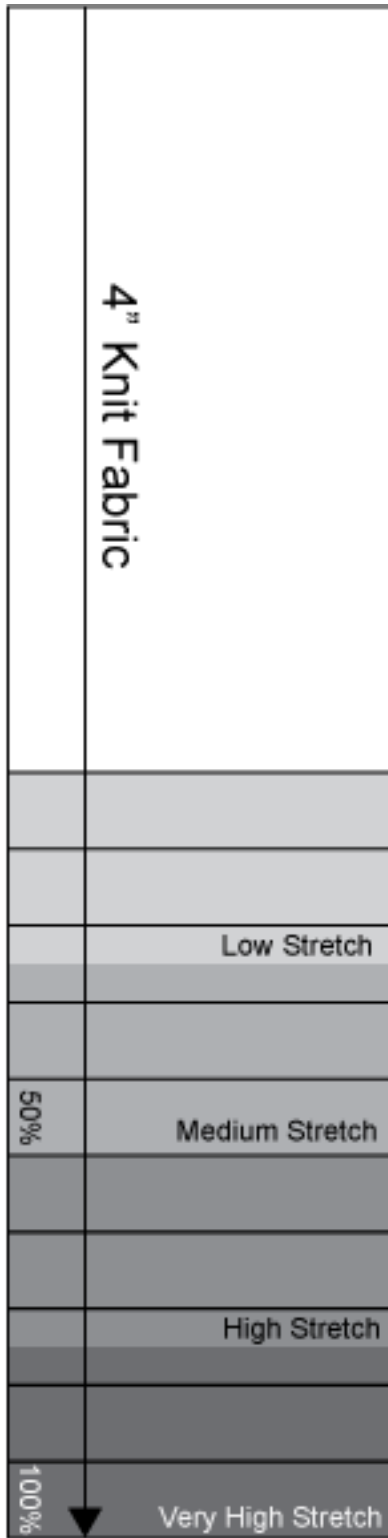 4” Knit Fabric
Low Stretch
50%
Medium Stretch
High Stretch
100%
Very High Stretch